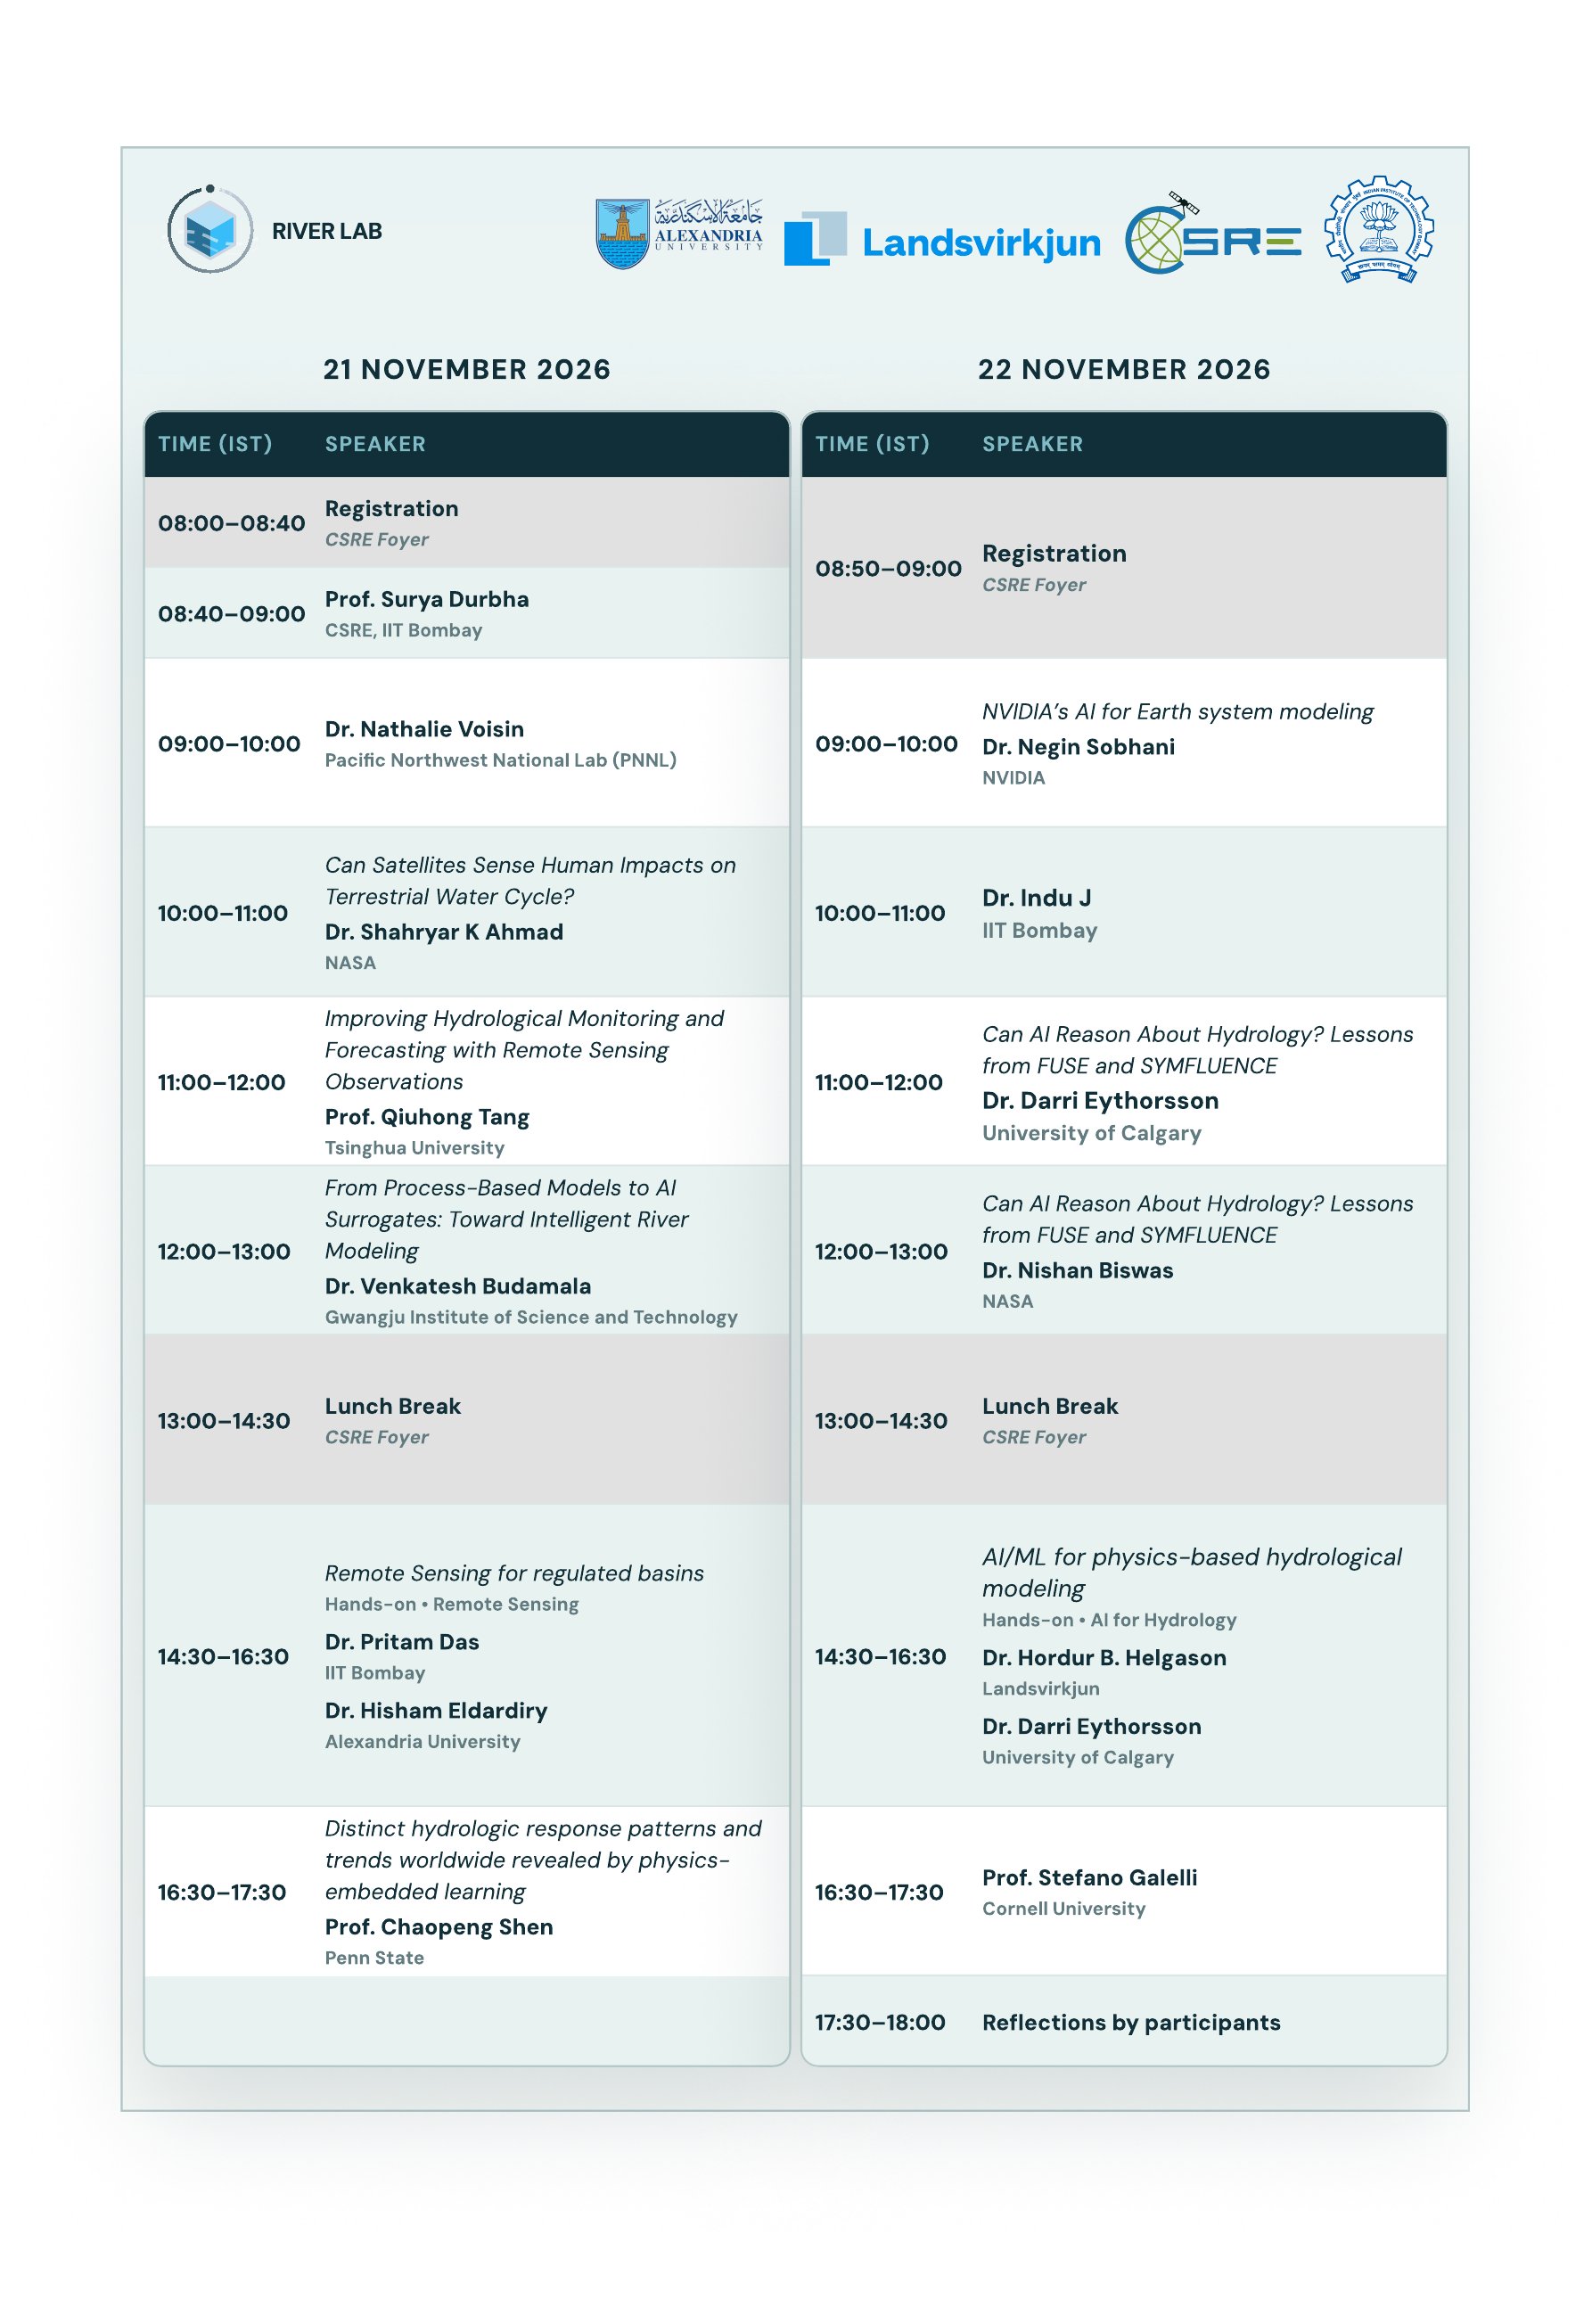 RIVER LAB
جامعة الإسكندرية
ALEXANDRIA
UNIVERSITY
Landsvirkjun
CSRE
INDIAN INSTITUTE OF TECHNOLOGY BOMBAY
21 NOVEMBER 2026
TIME (IST) SPEAKER
08:00–08:40
Registration
CSRE Foyer
08:40–09:00
Prof. Surya Durbha
CSRE, IIT Bombay
09:00–10:00
Dr. Nathalie Voisin
Pacific Northwest National Lab (PNNL)
10:00–11:00
Can Satellites Sense Human Impacts on
Terrestrial Water Cycle?
Dr. Shahryar K Ahmad
NASA
11:00–12:00
Improving Hydrological Monitoring and
Forecasting with Remote Sensing
Observations
Prof. Qiuhong Tang
Tsinghua University
12:00–13:00
From Process-Based Models to AI
Surrogates: Toward Intelligent River
Modeling
Dr. Venkatesh Budamala
Gwangju Institute of Science and Technology
13:00–14:30
Lunch Break
CSRE Foyer
14:30–16:30
Remote Sensing for regulated basins
Hands-on • Remote Sensing
Dr. Pritam Das
IIT Bombay
Dr. Hisham Eldardiry
Alexandria University
16:30–17:30
Distinct hydrologic response patterns and
trends worldwide revealed by physics-
embedded learning
Prof. Chaopeng Shen
Penn State
22 NOVEMBER 2026
TIME (IST) SPEAKER
08:50–09:00
Registration
CSRE Foyer
09:00–10:00
NVIDIA’s AI for Earth system modeling
Dr. Negin Sobhani
NVIDIA
10:00–11:00
Dr. Indu J
IIT Bombay
11:00–12:00
Can AI Reason About Hydrology? Lessons
from FUSE and SYMFLUENCE
Dr. Darri Eythorsson
University of Calgary
12:00–13:00
Can AI Reason About Hydrology? Lessons
from FUSE and SYMFLUENCE
Dr. Nishan Biswas
NASA
13:00–14:30
Lunch Break
CSRE Foyer
14:30–16:30
AI/ML for physics-based hydrological
modeling
Hands-on • AI for Hydrology
Dr. Hordur B. Helgason
Landsvirkjun
Dr. Darri Eythorsson
University of Calgary
16:30–17:30
Prof. Stefano Galelli
Cornell University
17:30–18:00
Reflections by participants